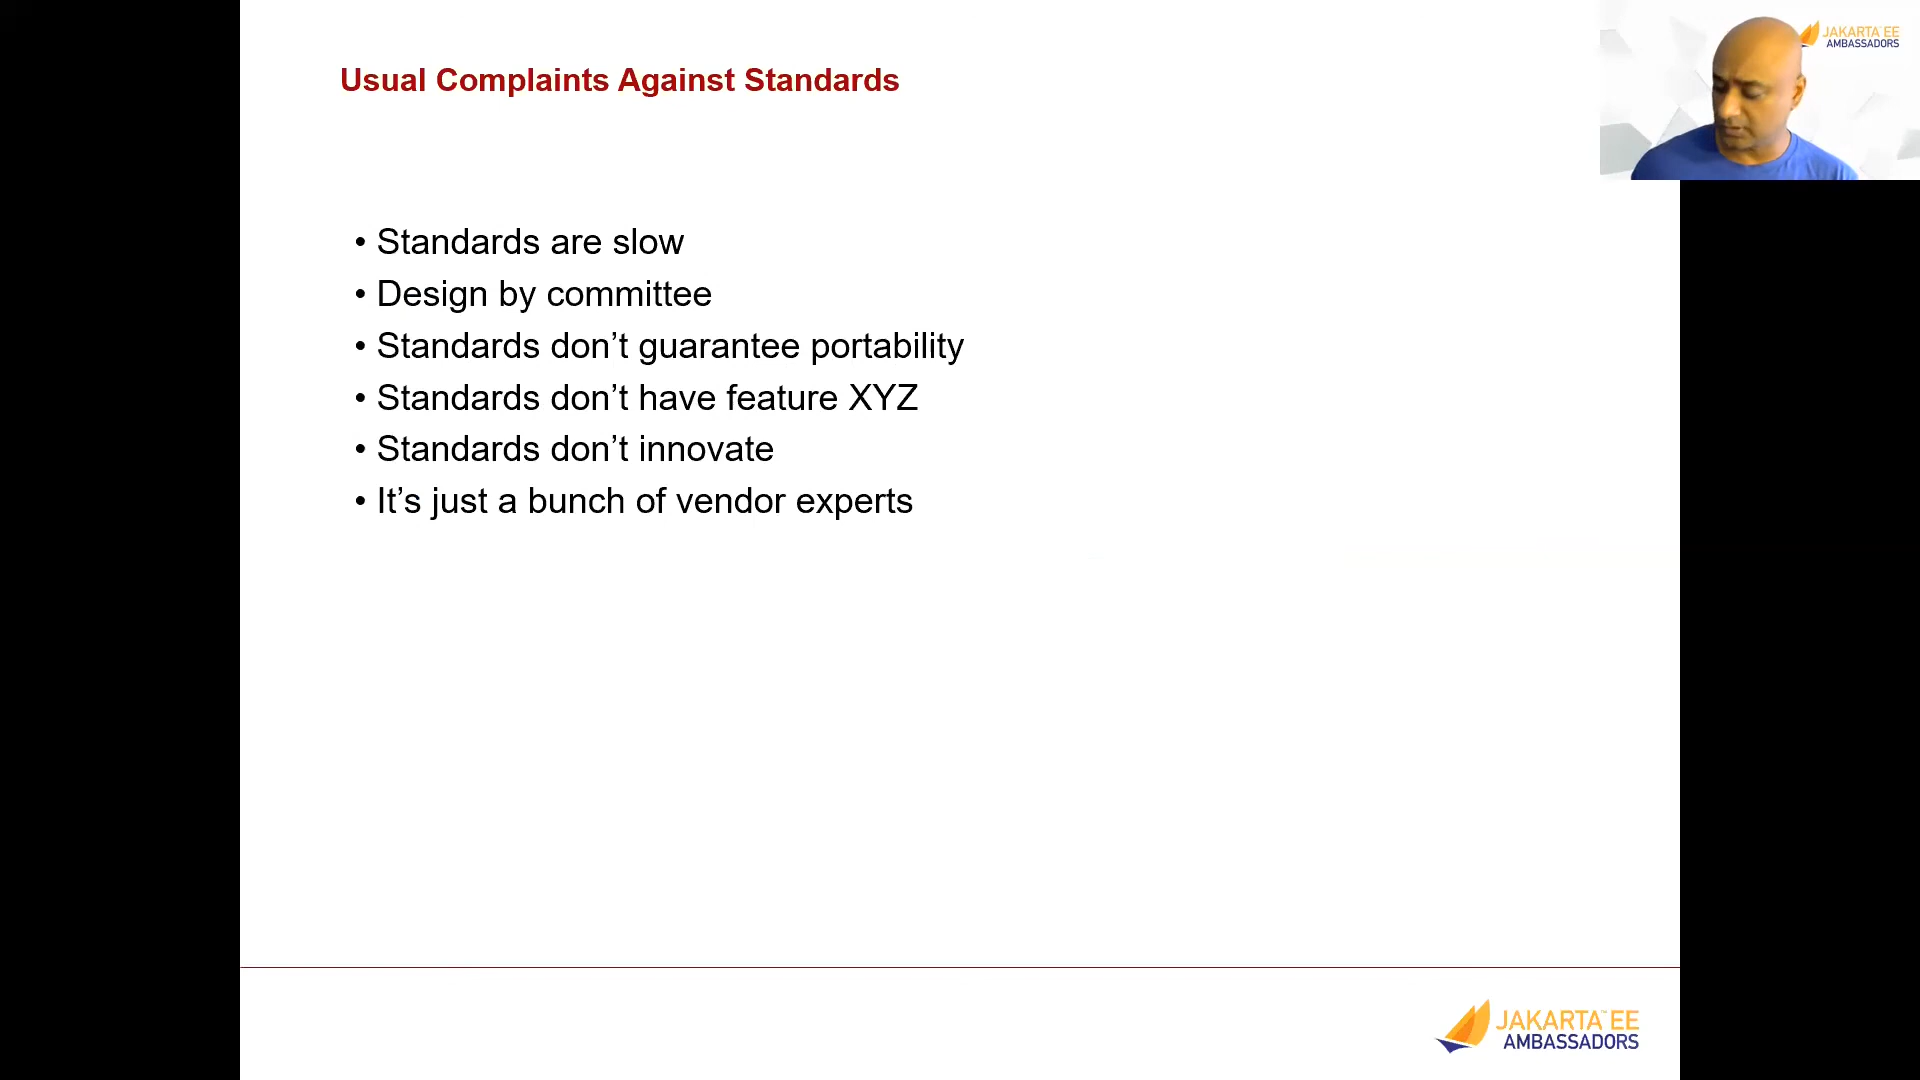 Usual Complaints Against Standards
JAKARTA EE
AMBASSADORS
• Standards are slow
• Design by committee
• Standards don’t guarantee portability
• Standards don’t have feature XYZ
• Standards don’t innovate
• It’s just a bunch of vendor experts
JAKARTA™ EE
AMBASSADORS